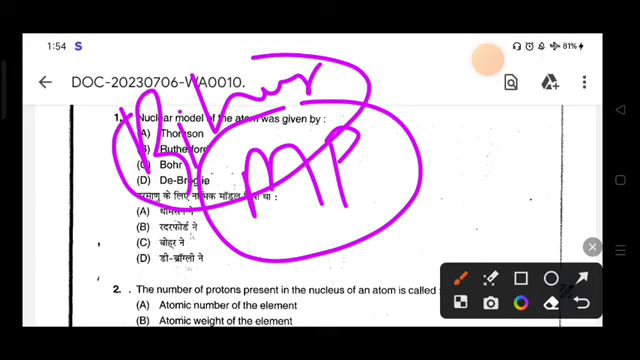 1:54 S 81%
DOC-20230706-WA0010.
Bihar
MP
1. Nuclear model of the atom was given by :
(A) Thomson
(B) Rutherford
(C) Bohr
(D) De-Broglie
परमाणु के लिए नाभिक मॉडल दिया था :
(A) थॉमसन ने
(B) रदरफोर्ड ने
(C) बोहर ने
(D) डी-ब्रॉग्ली ने
2. . The number of protons present in the nucleus of an atom is called :
(A) Atomic number of the element
(B) Atomic weight of the element